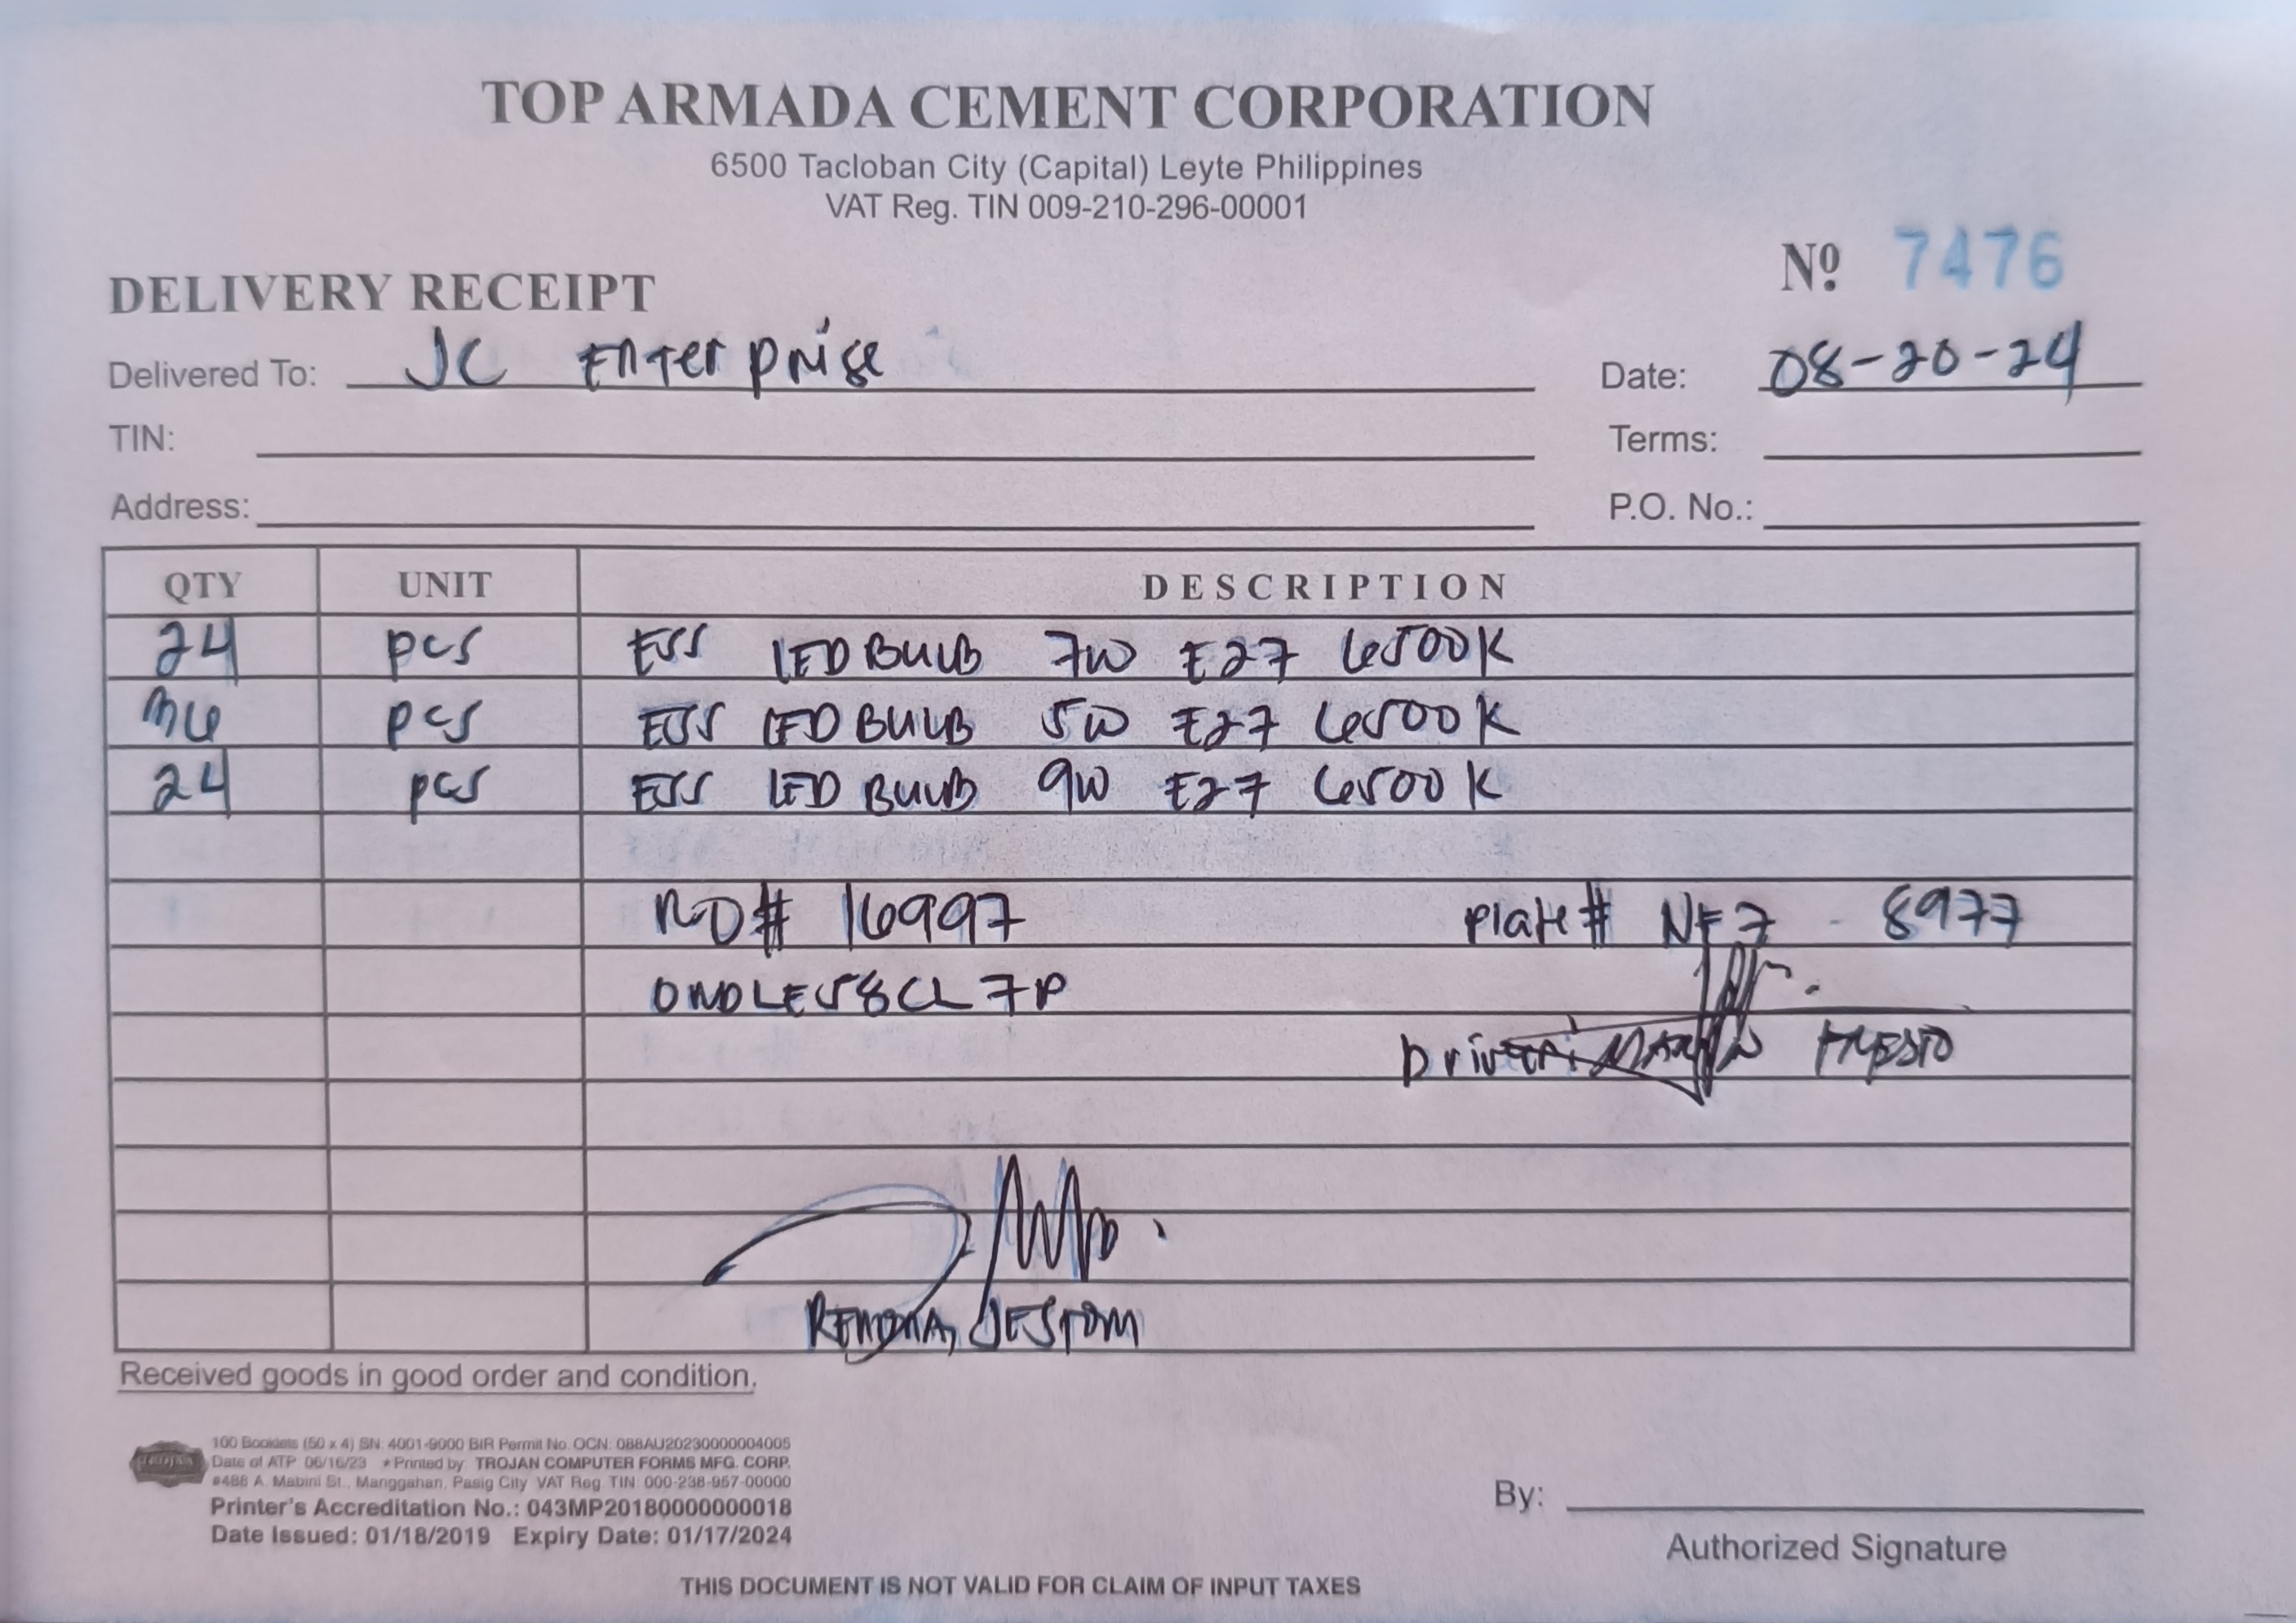 TOP ARMADA CEMENT CORPORATION
6500 Tacloban City (Capital) Leyte Philippines
VAT Reg. TIN 009-210-296-00001
Nº 7476
DELIVERY RECEIPT
Delivered To: JC Enterprise Date: 08-20-24
TIN: Terms:
Address: P.O. No.:
QTY UNIT DESCRIPTION
24 pcs ESS LED BULB 7W E27 6500K
36 pcs ESS LED BULB 5W E27 6500K
24 pcs ESS LED BULB 9W E27 6500K
RO# 16997 Plate# NF7 - 8977
Driver:
JESTOM
Received goods in good order and condition.
100 Booklets (50 x 4) SN: 4001-9000 BIR Permit No. OCN: 088AU20230000004005
TROJAN Date of ATP 06/16/23 * Printed by: TROJAN COMPUTER FORMS MFG. CORP.
#488 A. Mabini St., Manggahan, Pasig City VAT Reg. TIN: 000-238-957-00000
Printer's Accreditation No.: 043MP20180000000018
Date Issued: 01/18/2019 Expiry Date: 01/17/2024
By:
Authorized Signature
THIS DOCUMENT IS NOT VALID FOR CLAIM OF INPUT TAXES